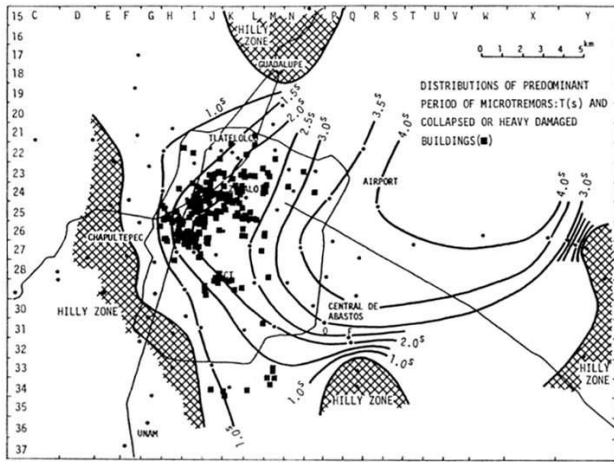 C D E F G H I J K L M N O P Q R S T U V W X Y
15
16
17
18
19
20
21
22
23
24
25
26
27
28
29
30
31
32
33
34
35
36
37
HILLY ZONE
GUADALUPE
0 1 2 3 4 5 km
DISTRIBUTIONS OF PREDOMINANT
PERIOD OF MICROTREMORS:T(s) AND
COLLAPSED OR HEAVY DAMAGED
BUILDINGS(■)
1.0s
1.5s
2.0s
2.5s
3.0s
3.5s
4.0s
TLATELOLCO
AIRPORT
4.0s
3.0s
CHAPULTEPEC
CENTRAL DE
ABASTOS
HILLY ZONE
2.0s
1.0s
1.0s
HILLY ZONE
HILLY ZONE
UNAM
1.0s